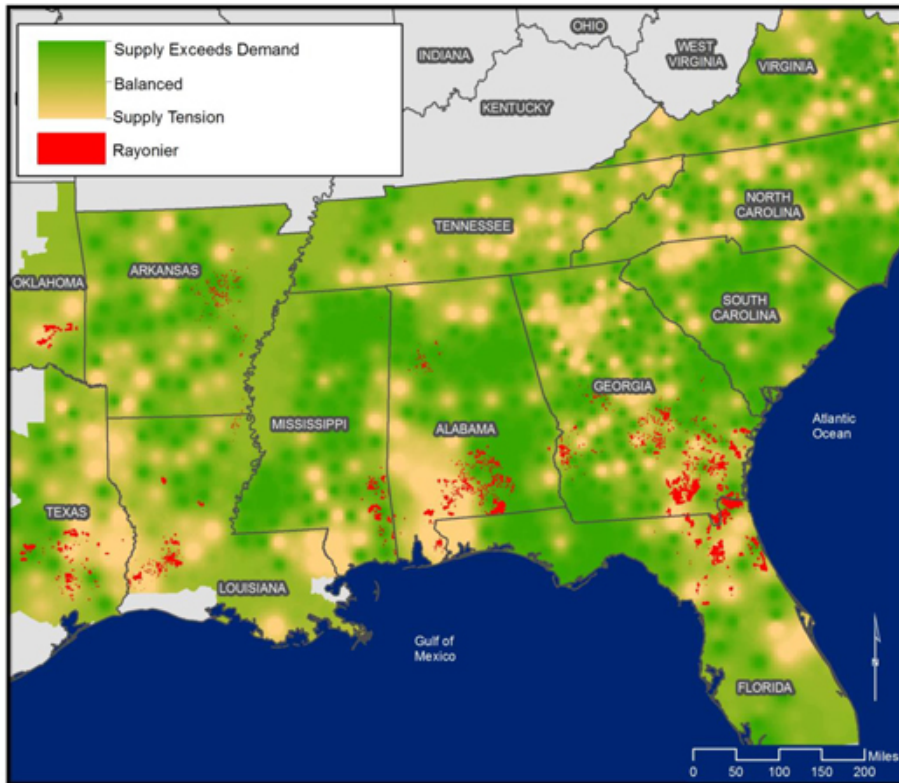 Supply Exceeds Demand
Balanced
Supply Tension
Rayonier
INDIANA
OHIO
WEST
VIRGINIA
VIRGINIA
KENTUCKY
NORTH
CAROLINA
TENNESSEE
OKLAHOMA
ARKANSAS
SOUTH
CAROLINA
GEORGIA
MISSISSIPPI
ALABAMA
Atlantic
Ocean
TEXAS
LOUISIANA
Gulf of
Mexico
N
FLORIDA
Miles
0 50 100 150 200